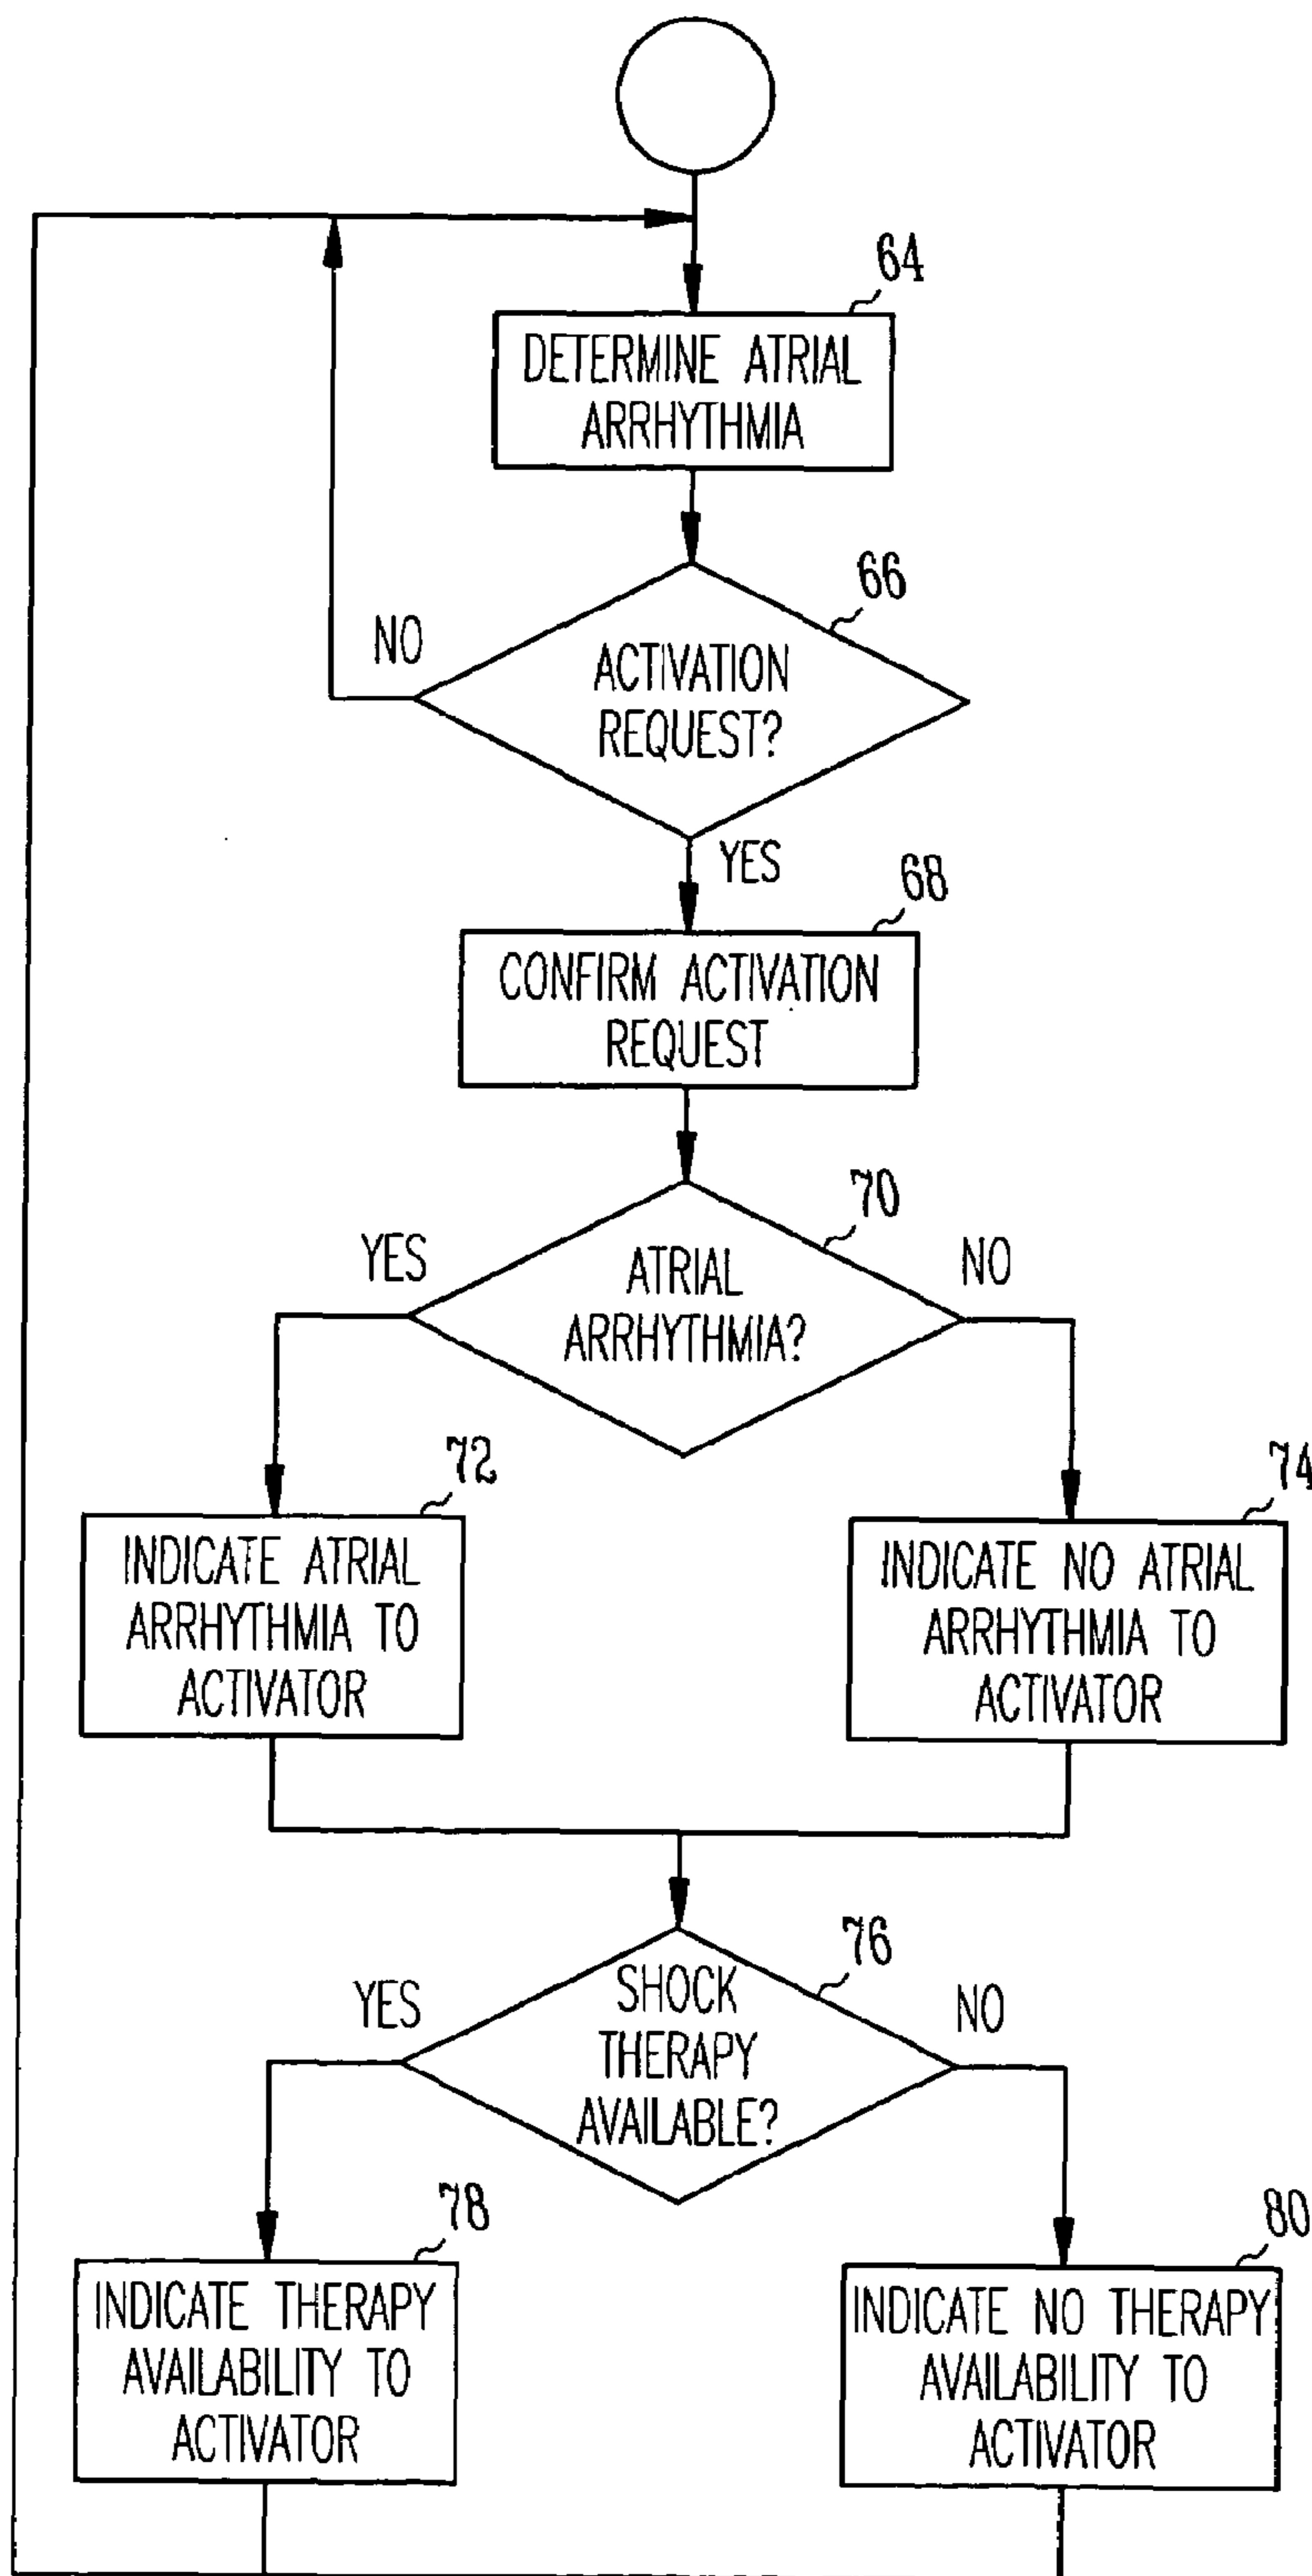 64
DETERMINE ATRIAL
ARRHYTHMIA
66
NO
ACTIVATION
REQUEST?
YES
68
CONFIRM ACTIVATION
REQUEST
70
YES
NO
ATRIAL
ARRHYTHMIA?
72
INDICATE ATRIAL
ARRHYTHMIA TO
ACTIVATOR
74
INDICATE NO ATRIAL
ARRHYTHMIA TO
ACTIVATOR
76
YES
NO
SHOCK
THERAPY
AVAILABLE?
78
INDICATE THERAPY
AVAILABILITY TO
ACTIVATOR
80
INDICATE NO THERAPY
AVAILABILITY TO
ACTIVATOR